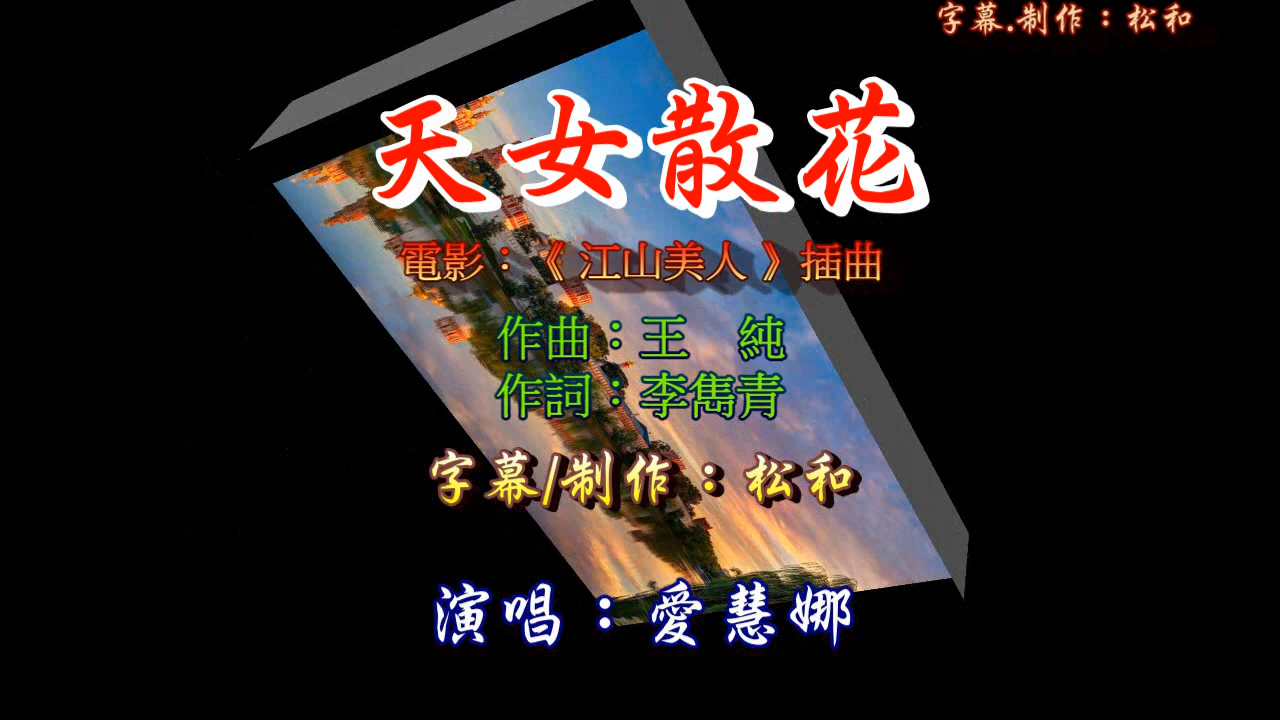 字幕.制作：松和
天女散花
電影：《江山美人》插曲
作曲：王　純
作詞：李雋青
字幕/制作：松和
演唱：愛慧娜